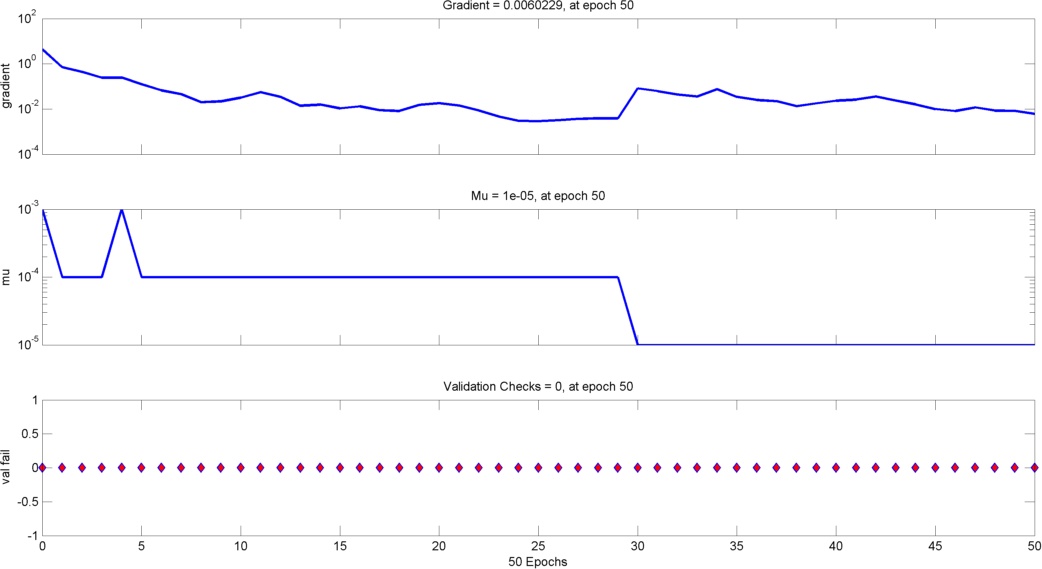 Gradient = 0.0060229, at epoch 50
10^2
10^0
10^-2
10^-4
gradient
Mu = 1e-05, at epoch 50
10^-3
10^-4
10^-5
mu
Validation Checks = 0, at epoch 50
1
0.5
0
-0.5
-1
val fail
0 5 10 15 20 25 30 35 40 45 50
50 Epochs